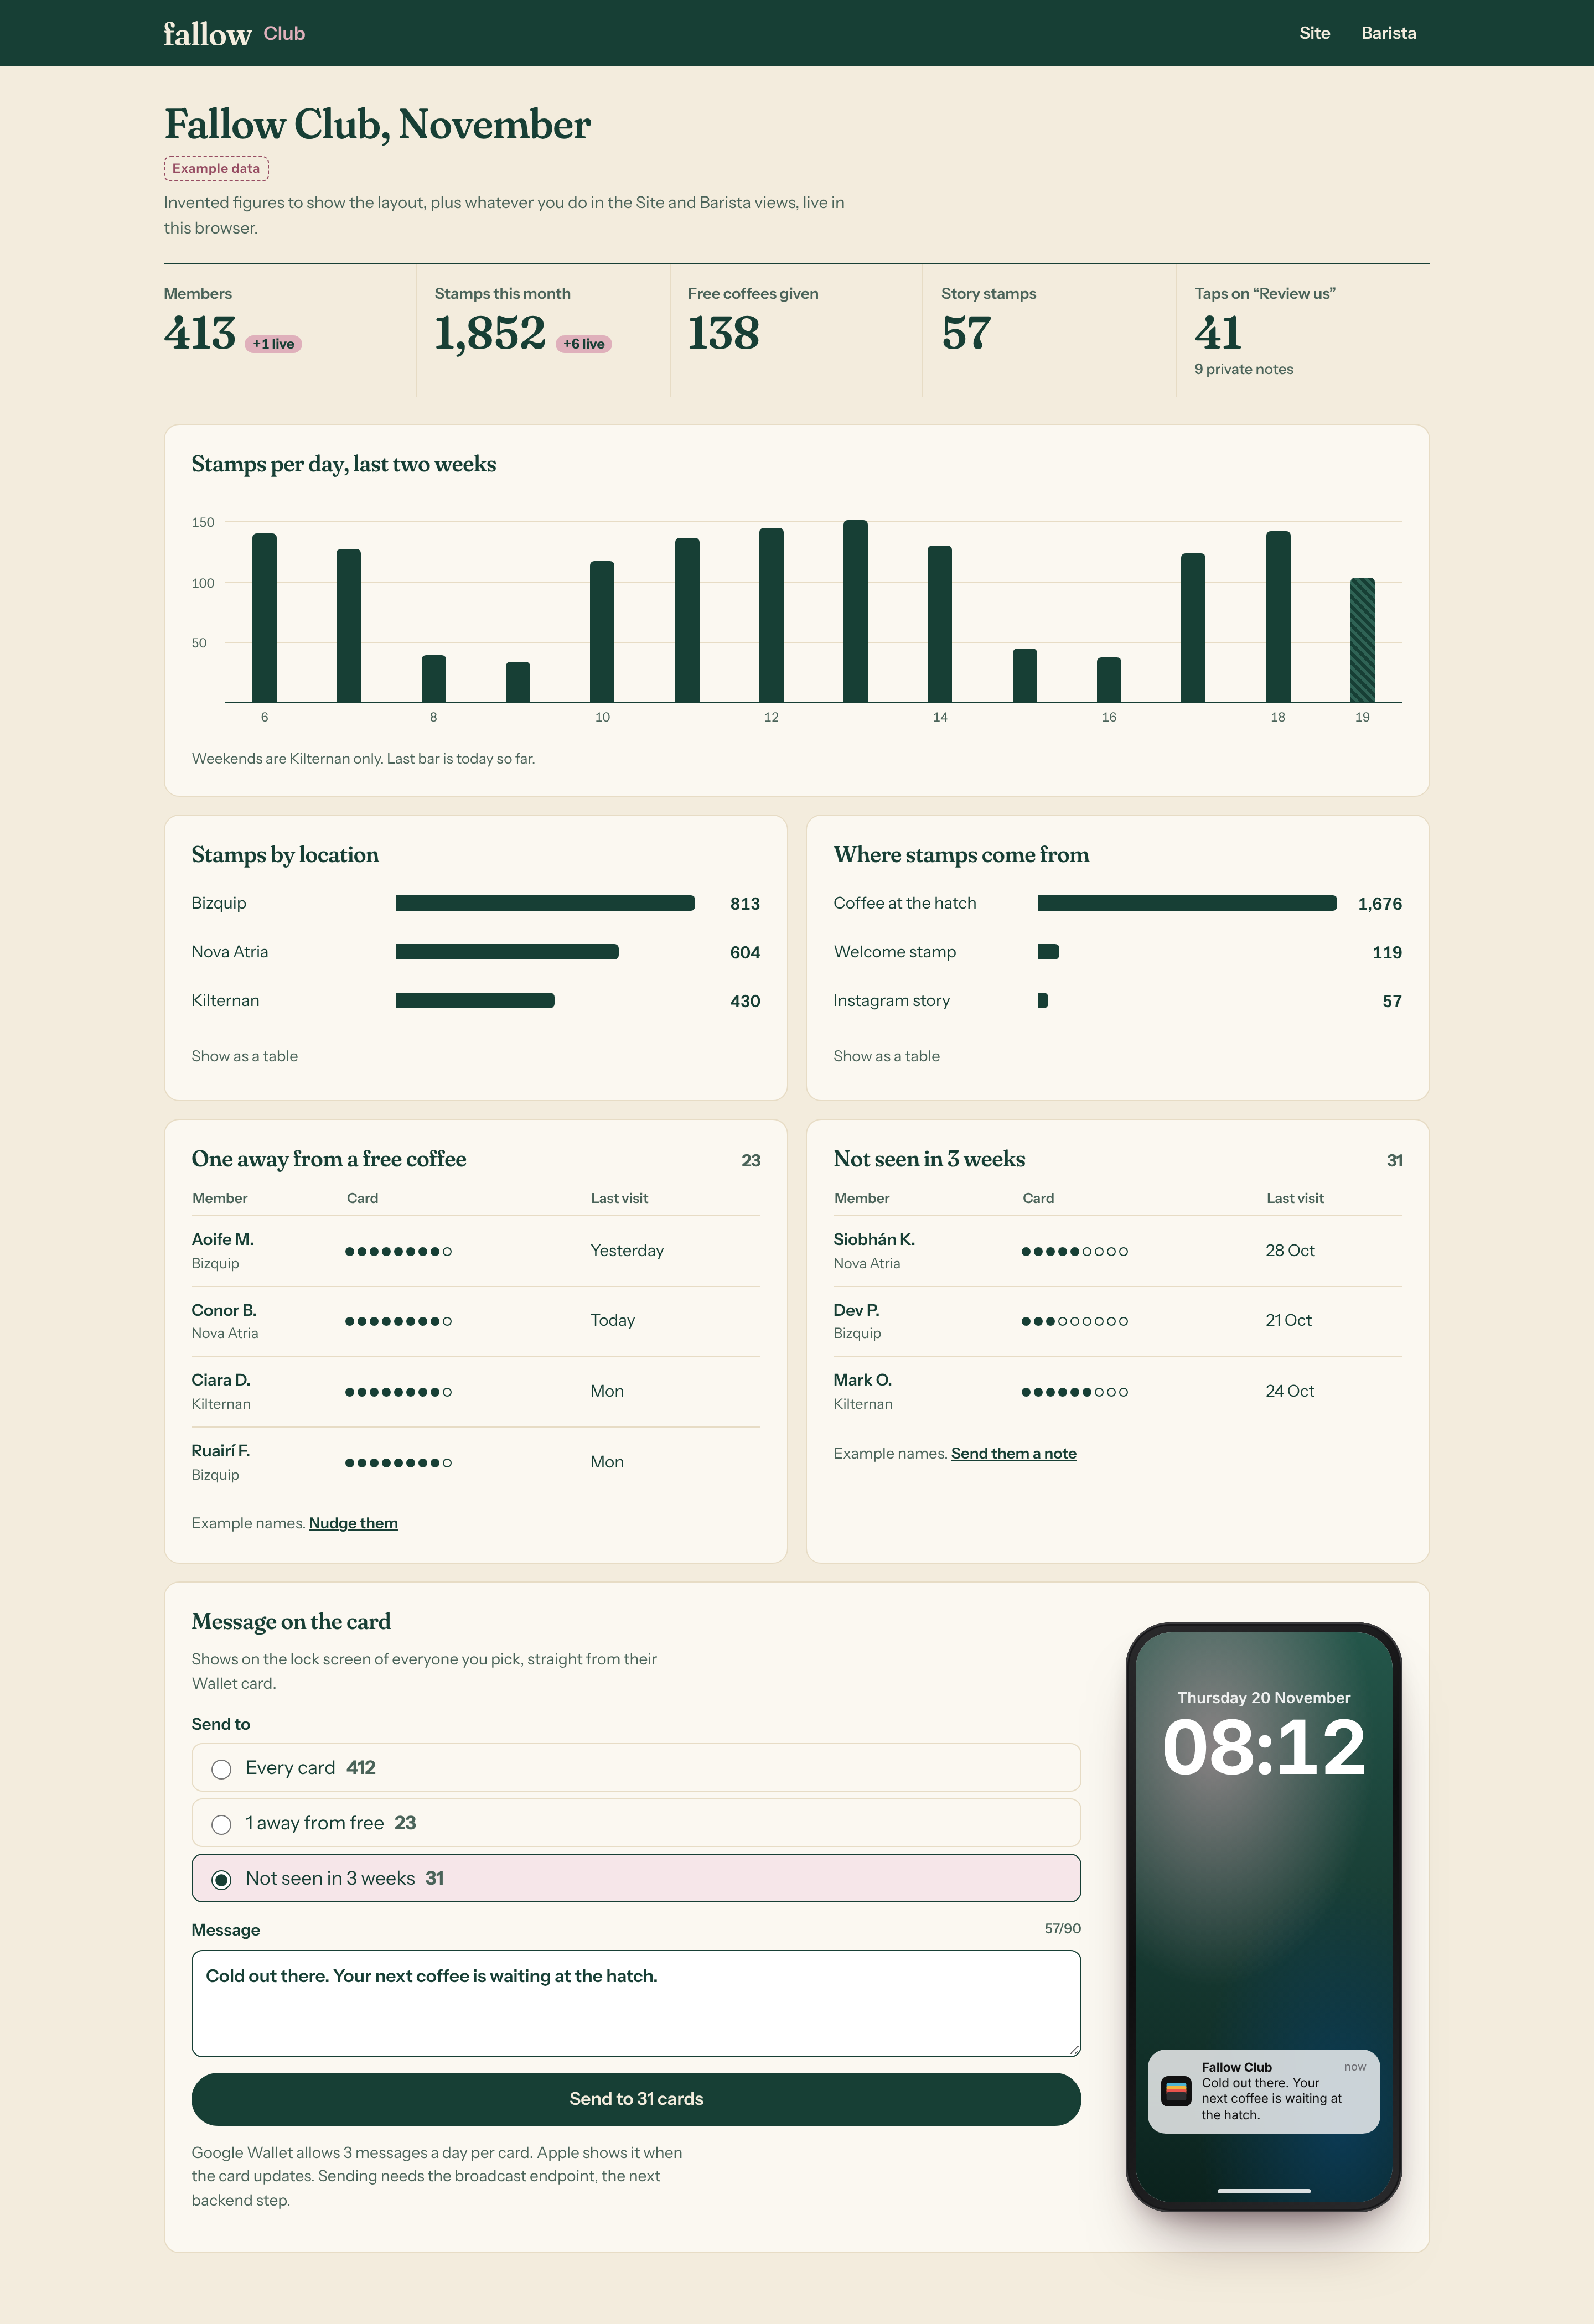 fallow Club
Site Barista
Fallow Club, November
Example data
Invented figures to show the layout, plus whatever you do in the Site and Barista views, live in
this browser.
Members
413 +1 live
Stamps this month
1,852 +6 live
Free coffees given
138
Story stamps
57
Taps on “Review us”
41
9 private notes
Stamps per day, last two weeks
150
100
50
6 8 10 12 14 16 18 19
Weekends are Kilternan only. Last bar is today so far.
Stamps by location
Bizquip 813
Nova Atria 604
Kilternan 430
Show as a table
Where stamps come from
Coffee at the hatch 1,676
Welcome stamp 119
Instagram story 57
Show as a table
One away from a free coffee 23
Member Card Last visit
Aoife M.
Bizquip
Yesterday
Conor B.
Nova Atria
Today
Ciara D.
Kilternan
Mon
Ruairí F.
Bizquip
Mon
Example names. Nudge them
Not seen in 3 weeks 31
Member Card Last visit
Siobhán K.
Nova Atria
28 Oct
Dev P.
Bizquip
21 Oct
Mark O.
Kilternan
24 Oct
Example names. Send them a note
Message on the card
Shows on the lock screen of everyone you pick, straight from their
Wallet card.
Send to
Every card 412
1 away from free 23
Not seen in 3 weeks 31
Message 57/90
Cold out there. Your next coffee is waiting at the hatch.
Send to 31 cards
Google Wallet allows 3 messages a day per card. Apple shows it when
the card updates. Sending needs the broadcast endpoint, the next
backend step.
Thursday 20 November
08:12
Fallow Club now
Cold out there. Your
next coffee is waiting at
the hatch.